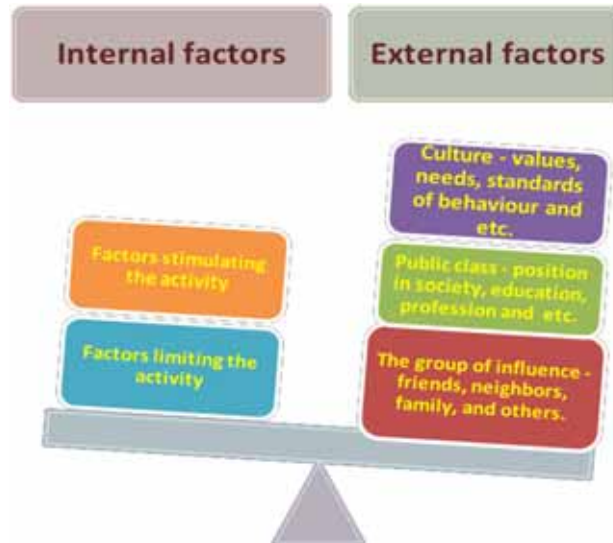 Internal factors
External factors
Factors stimulating
the activity
Factors limiting the
activity
Culture - values,
needs, standards
of behaviour and
etc.
Public class - position
in society, education,
profession and  etc.
The group of influence -
friends, neighbors,
family, and others.